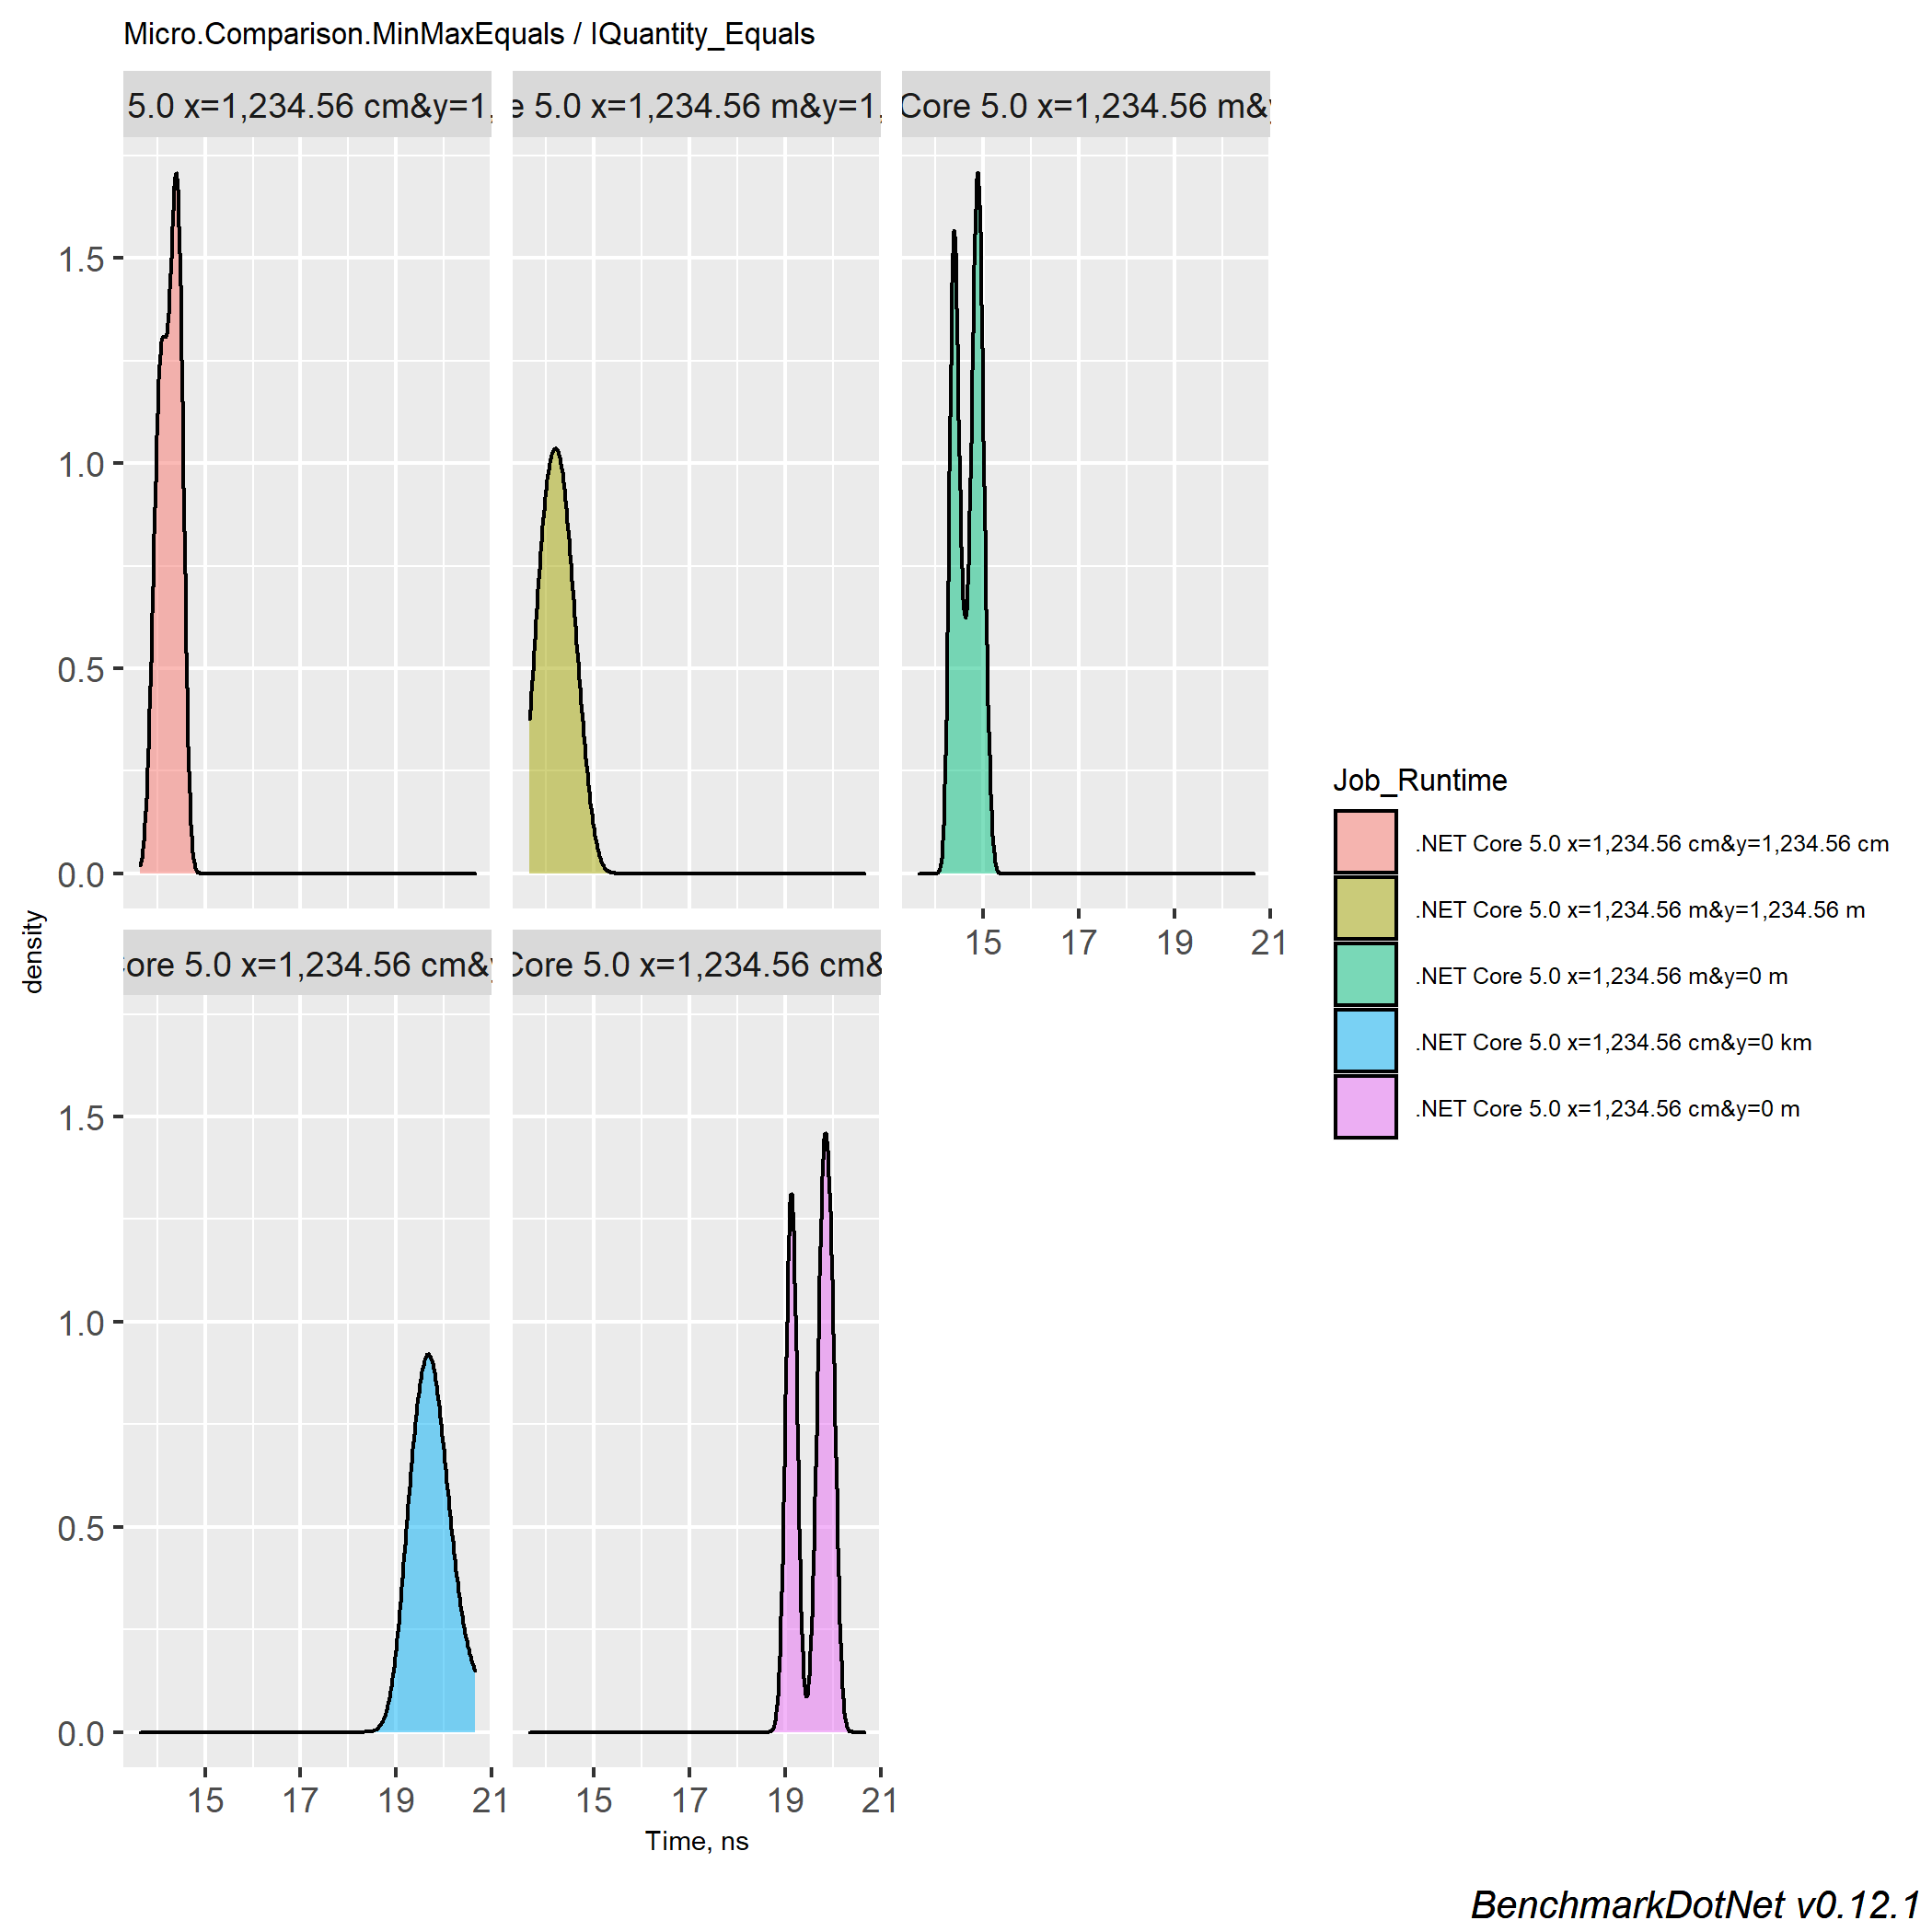 Micro.Comparison.MinMaxEquals / IQuantity_Equals
5.0 x=1,234.56 cm&y=1,
e 5.0 x=1,234.56 m&y=1,
Core 5.0 x=1,234.56 m&y
1.5
1.0
0.5
0.0
15 17 19 21
density
Core 5.0 x=1,234.56 cm&y
Core 5.0 x=1,234.56 cm&
1.5
1.0
0.5
0.0
15 17 19 21
15 17 19 21
Time, ns
Job_Runtime
.NET Core 5.0 x=1,234.56 cm&y=1,234.56 cm
.NET Core 5.0 x=1,234.56 m&y=1,234.56 m
.NET Core 5.0 x=1,234.56 m&y=0 m
.NET Core 5.0 x=1,234.56 cm&y=0 km
.NET Core 5.0 x=1,234.56 cm&y=0 m
BenchmarkDotNet v0.12.1